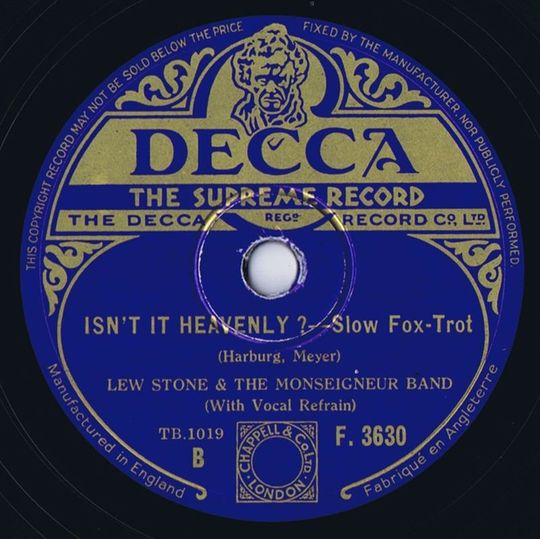 THIS COPYRIGHT RECORD MAY NOT BE SOLD BELOW THE PRICE FIXED BY THE MANUFACTURER, NOR PUBLICLY PERFORMED.
DECCA
THE SUPREME RECORD
THE DECCA REGD RECORD CO LTD
ISN'T IT HEAVENLY?—Slow Fox-Trot
(Harburg, Meyer)
LEW STONE & THE MONSEIGNEUR BAND
(With Vocal Refrain)
TB.1019
B
CHAPPELL & CO. LTD
LONDON
F. 3630
Manufactured in England
Fabriqué en Angleterre